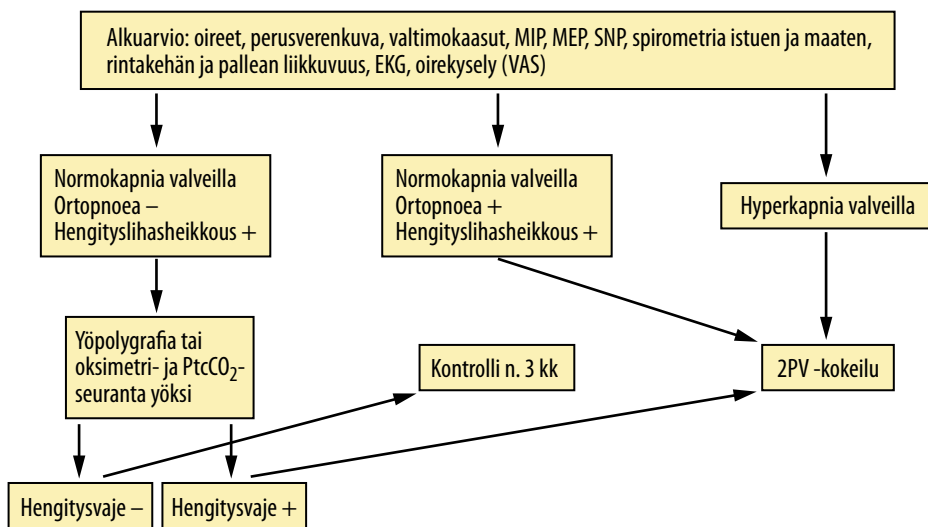 Alkuarvio: oireet, perusverenkuva, valtimokaasut, MIP, MEP, SNP, spirometria istuen ja maaten,
rintakehän ja pallean liikkuvuus, EKG, oirekysely (VAS)
Normokapnia valveilla
Ortopnoea –
Hengityslihasheikkous +
Normokapnia valveilla
Ortopnoea +
Hengityslihasheikkous +
Hyperkapnia valveilla
Yöpolygrafia tai
oksimetri- ja PtcCO₂-
seuranta yöksi
Kontrolli n. 3 kk
2PV -kokeilu
Hengitysvaje –
Hengitysvaje +